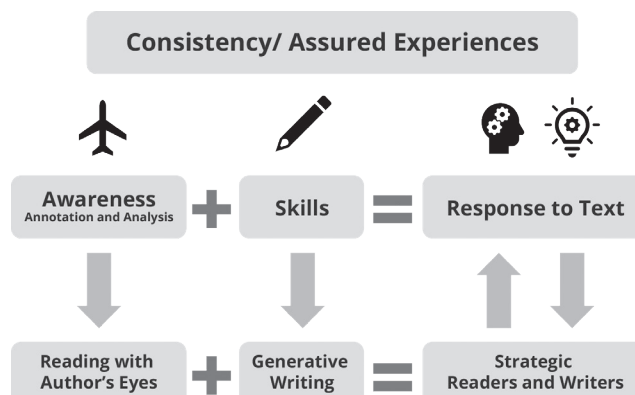 Consistency/ Assured Experiences
Awareness
Annotation and Analysis
+
Skills
=
Response to Text
Reading with
Author's Eyes
+
Generative
Writing
=
Strategic
Readers and Writers